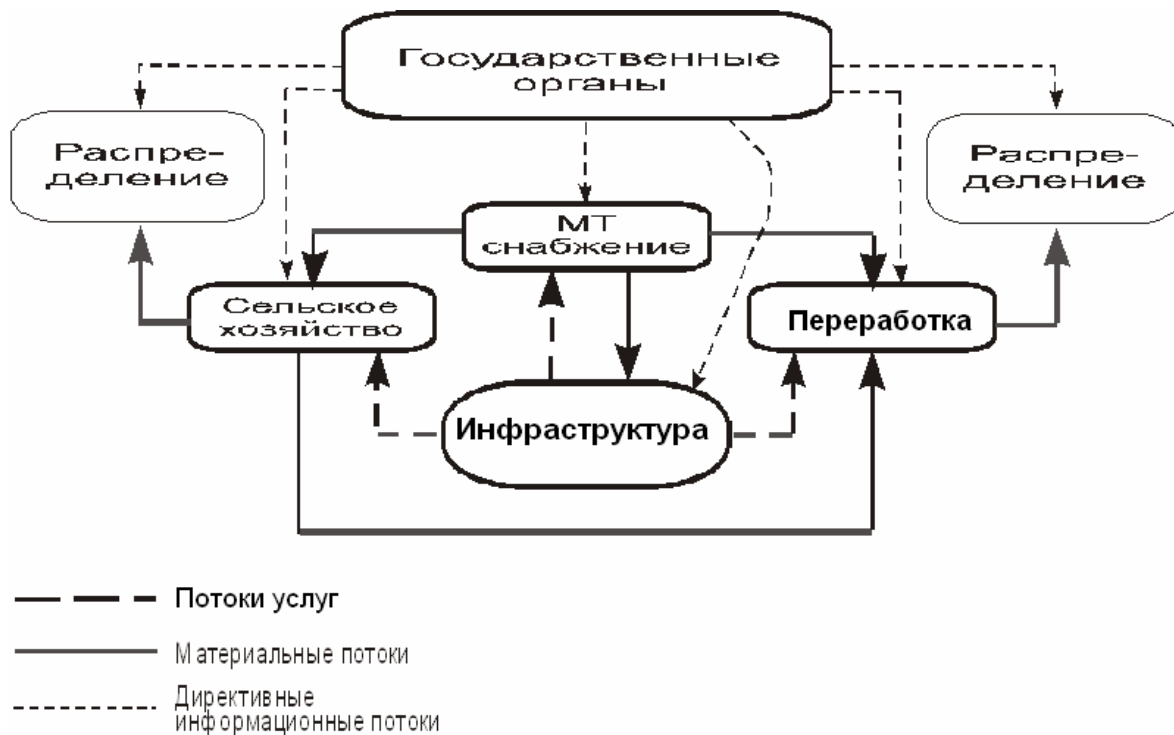 Государственные
органы
Распре-
деление
Распре-
деление
МТ
снабжение
Сельское
хозяйство
Переработка
Инфраструктура
Потоки услуг
Материальные потоки
Директивные
информационные потоки